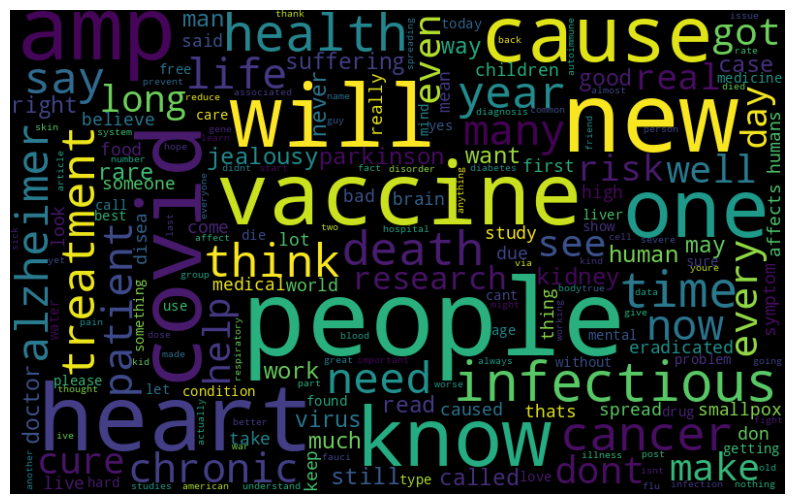 amp
man
thank
health
back
cause
today
issue
got
rate
said
even
way
spreading
autoimmune
say
free
suffering
children
almost
case
prevent
life
never
really
mean
good
real
died
medicine
right
long
reduce
associated
care
will
year
new
day
skin
believe
name
guy
mind
yes
diagnosis
common
many
system
gene
learn
food
hope
jealousy
parkinson
want
first
friend
person
risk
well
humans
number
didnt
start
fact
disorder
diabetes
rare
someone
article
everyone
bad
brain
anything
high
affects
alzheimer
treatment
covid
vaccine
one
call
best
last
affect
two
liver
show
cell
severe
look
come
die
hospital
study
human
may
sure
kind
sick
yet
disea
lot
death
see
via
youre
group
think
due
patient
medical
world
research
kidney
time
every
symptom
water
something
use
cant
bodytrue
data
pain
dose
help
age
might
thing
mental
give
now
eradicated
kid
made
respiratory
blood
working
people
doctor
please
thought
let
work
great
important
always
without
problem
going
condition
part
worse
need
infectious
heart
ive
actually
better
war
found
virus
caused
read
thats
spread
drug
smallpox
fight
take
know
cancer
don
cure
keep
much
getting
another
live
hard
chronic
still
called
dont
illness
post
make
old
studies
american
understand
fauci
type
love
isnt
flu
infection
nothing